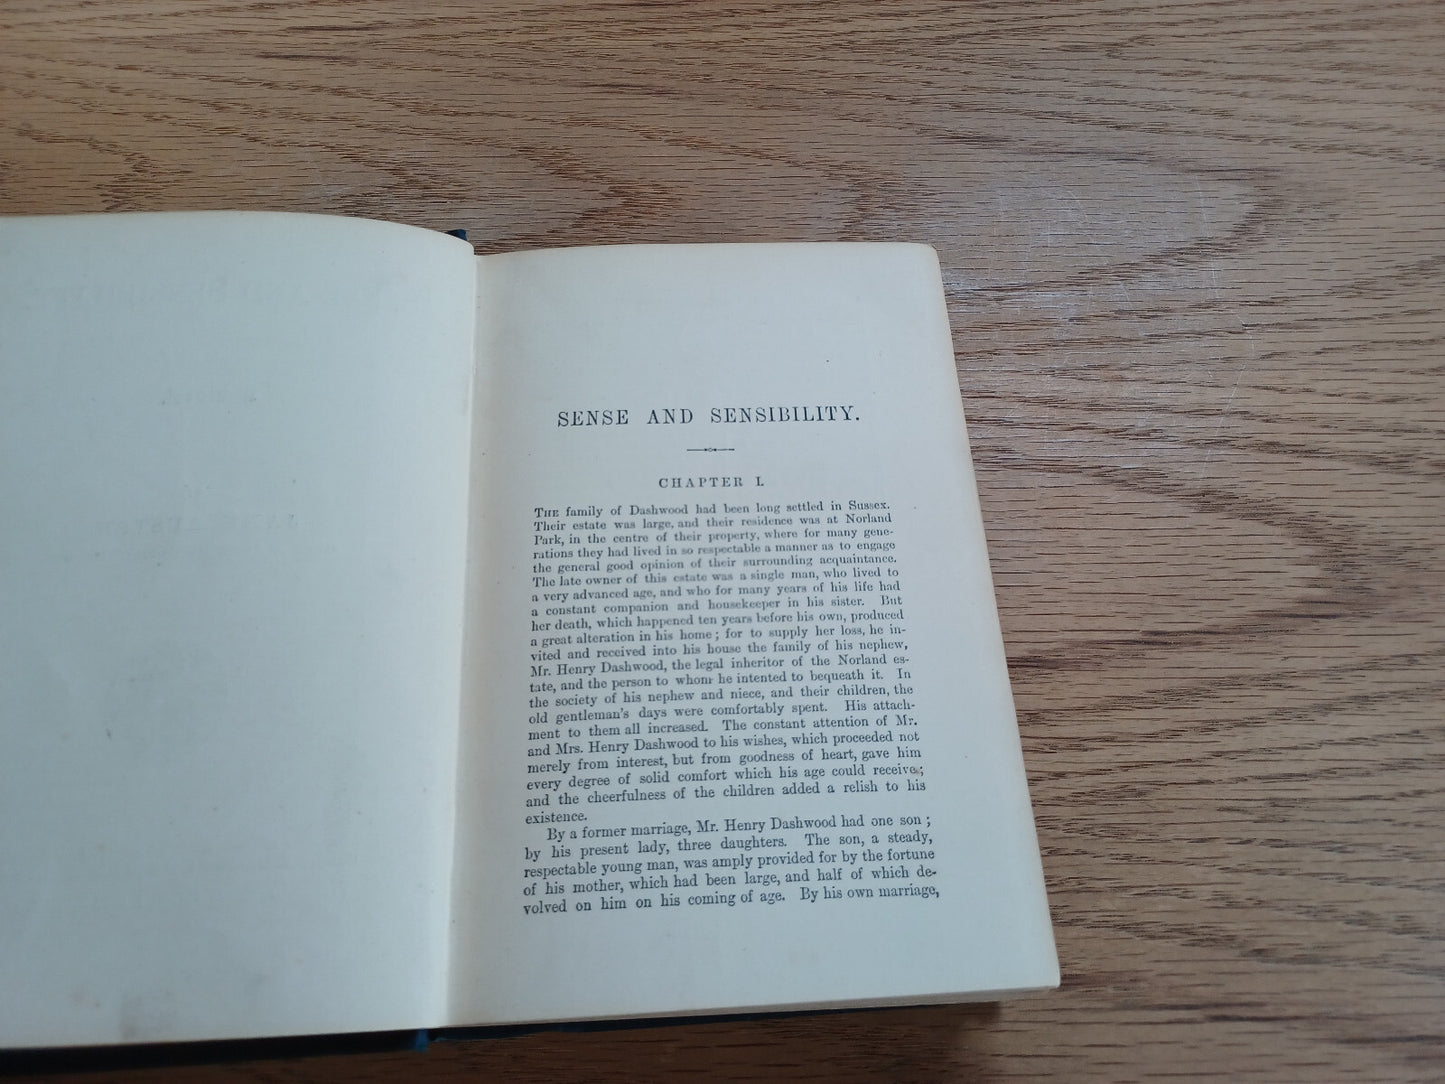 SENSE AND SENSIBILITY.
CHAPTER I.
THE family of Dashwood had been long settled in Sussex.
Their estate was large, and their residence was at Norland
Park, in the centre of their property, where for many gene-
rations they had lived in so respectable a manner as to engage
the general good opinion of their surrounding acquaintance.
The late owner of this estate was a single man, who lived to
a very advanced age, and who for many years of his life had
a constant companion and housekeeper in his sister. But
her death, which happened ten years before his own, produced
a great alteration in his home; for to supply her loss, he in-
vited and received into his house the family of his nephew,
Mr. Henry Dashwood, the legal inheritor of the Norland es-
tate, and the person to whom he intented to bequeath it. In
the society of his nephew and niece, and their children, the
old gentleman's days were comfortably spent. His attach-
ment to them all increased. The constant attention of Mr.
and Mrs. Henry Dashwood to his wishes, which proceeded not
merely from interest, but from goodness of heart, gave him
every degree of solid comfort which his age could receive;
and the cheerfulness of the children added a relish to his
existence.
By a former marriage, Mr. Henry Dashwood had one son;
by his present lady, three daughters. The son, a steady,
respectable young man, was amply provided for by the fortune
of his mother, which had been large, and half of which de-
volved on him on his coming of age. By his own marriage,